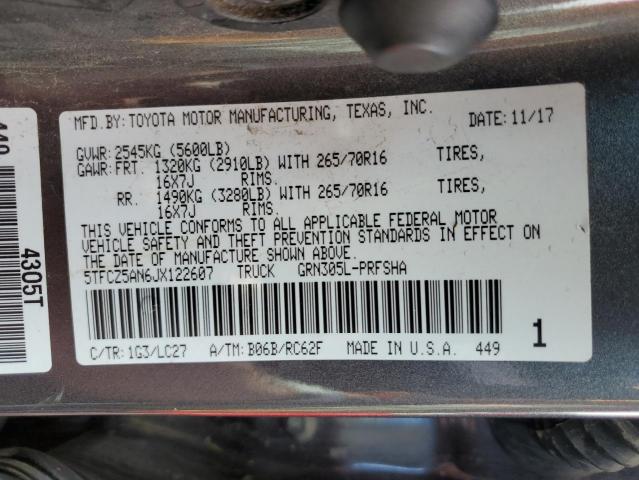 MFD.BY:TOYOTA MOTOR MANUFACTURING, TEXAS, INC.
DATE:11/17
GVWR:2545KG (5600LB)
GAWR:FRT. 1320KG (2910LB) WITH 265/70R16 TIRES,
16X7J RIMS.
RR. 1490KG (3280LB) WITH 265/70R16 TIRES,
16X7J RIMS.
THIS VEHICLE CONFORMS TO ALL APPLICABLE FEDERAL MOTOR
VEHICLE SAFETY AND THEFT PREVENTION STANDARDS IN EFFECT ON
THE DATE OF MANUFACTURE SHOWN ABOVE.
5TFCZ5AN6JX122607 TRUCK GRN305L-PRFSHA
C/TR:1G3/LC27 A/TM:B06B/RC62F MADE IN U.S.A. 449
1
4305T